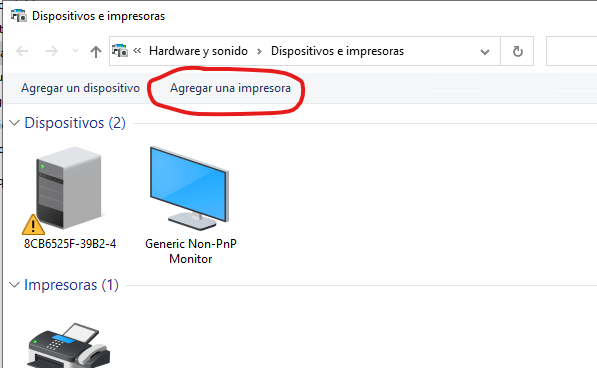 Dispositivos e impresoras
« Hardware y sonido > Dispositivos e impresoras
Agregar un dispositivo Agregar una impresora
Dispositivos (2)
8CB6525F-39B2-4 Generic Non-PnP
Monitor
Impresoras (1)